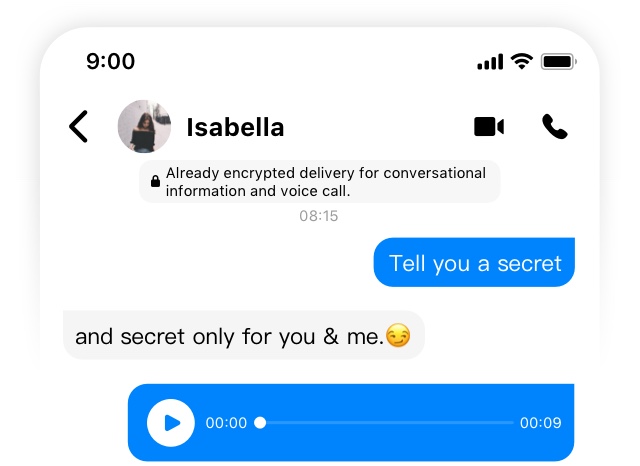 9:00
Isabella
Already encrypted delivery for conversational
information and voice call.
08:15
Tell you a secret
and secret only for you & me.😏
00:00 00:09